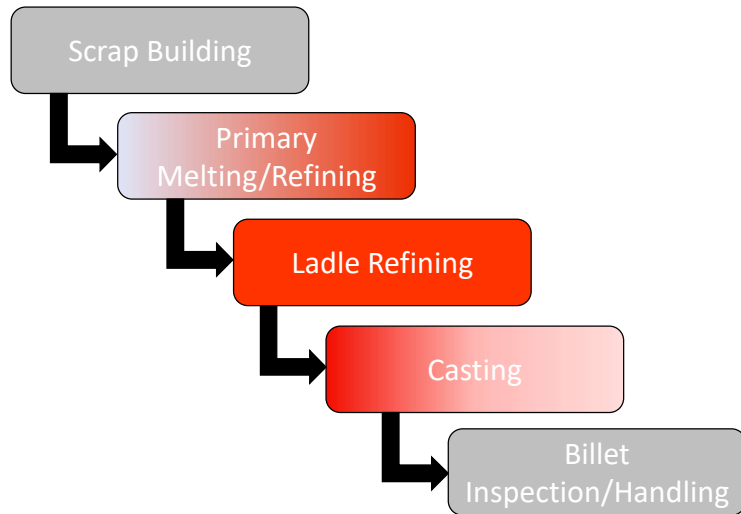 Scrap Building
Primary
Melting/Refining
Ladle Refining
Casting
Billet
Inspection/Handling